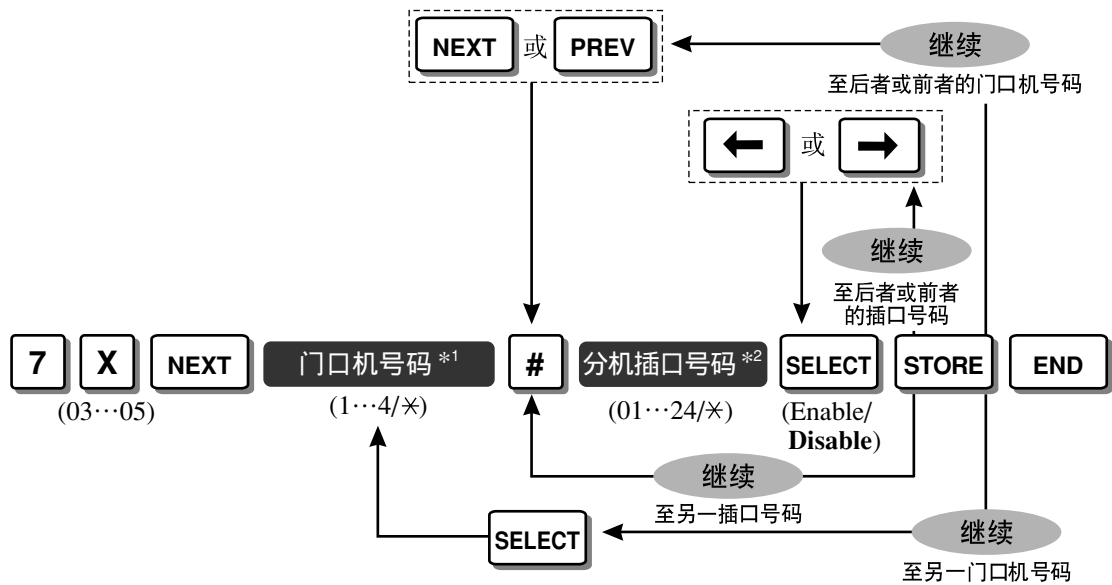 NEXT 或 PREV
继续
至后者或前者的门口机号码
← 或 →
继续
至后者或前者
的插口号码
7 X NEXT 门口机号码 *1 # 分机插口号码 *2 SELECT STORE END
(03…05)
(1…4/*)
(01…24/*)
(Enable/
Disable)
继续
至另一插口号码
SELECT
继续
至另一门口机号码